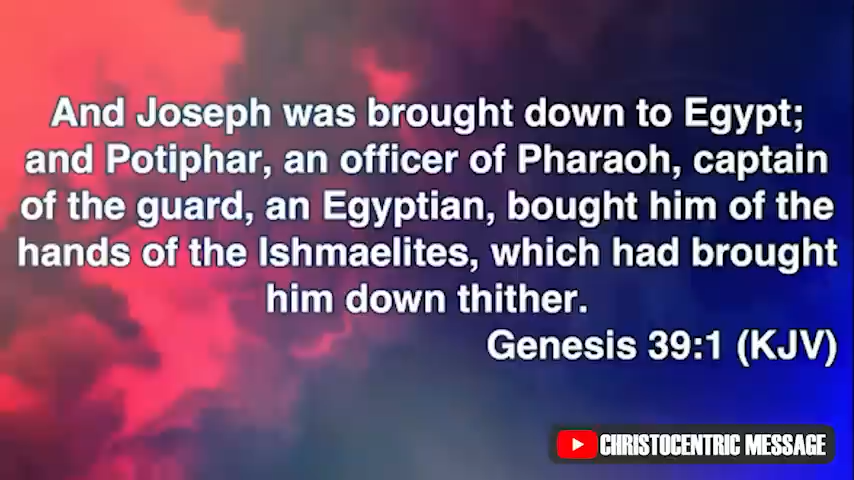 And Joseph was brought down to Egypt;
and Potiphar, an officer of Pharaoh, captain
of the guard, an Egyptian, bought him of the
hands of the Ishmaelites, which had brought
him down thither.
Genesis 39:1 (KJV)
CHRISTOCENTRIC MESSAGE